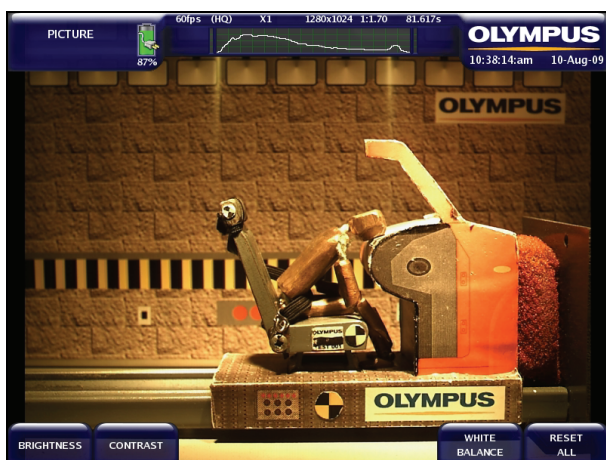 PICTURE
87%
60fps (HQ) X1 1280x1024 1:1.70 81.617s
OLYMPUS
10:38:14:am 10-Aug-09
OLYMPUS
OLYMPUS
OLYMPUS
BRIGHTNESS
CONTRAST
WHITE
BALANCE
RESET
ALL